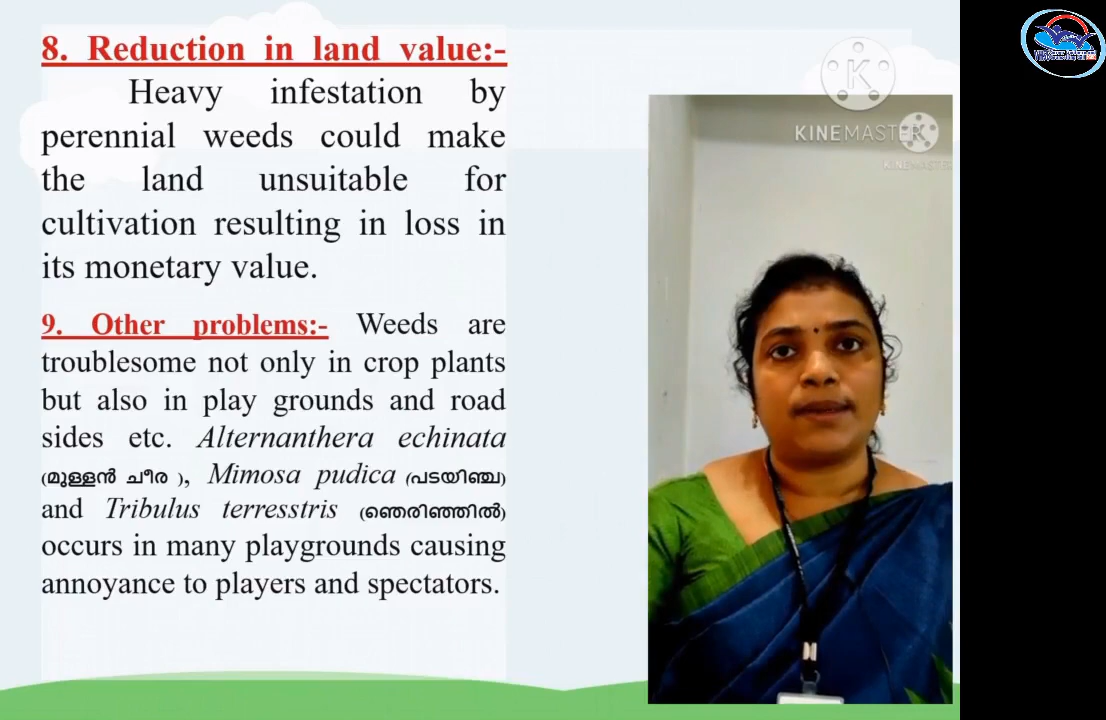 8. Reduction in land value:-
Heavy infestation by
perennial weeds could make
the land unsuitable for
cultivation resulting in loss in
its monetary value.
9. Other problems:- Weeds are
troublesome not only in crop plants
but also in play grounds and road
sides etc. Alternanthera echinata
(മുള്ളൻ ചീര ), Mimosa pudica (പടയിഞ്ച)
and Tribulus terresstris (ഞെരിഞ്ഞിൽ)
occurs in many playgrounds causing
annoyance to players and spectators.
K
KINEMASTER
KINEMASTER